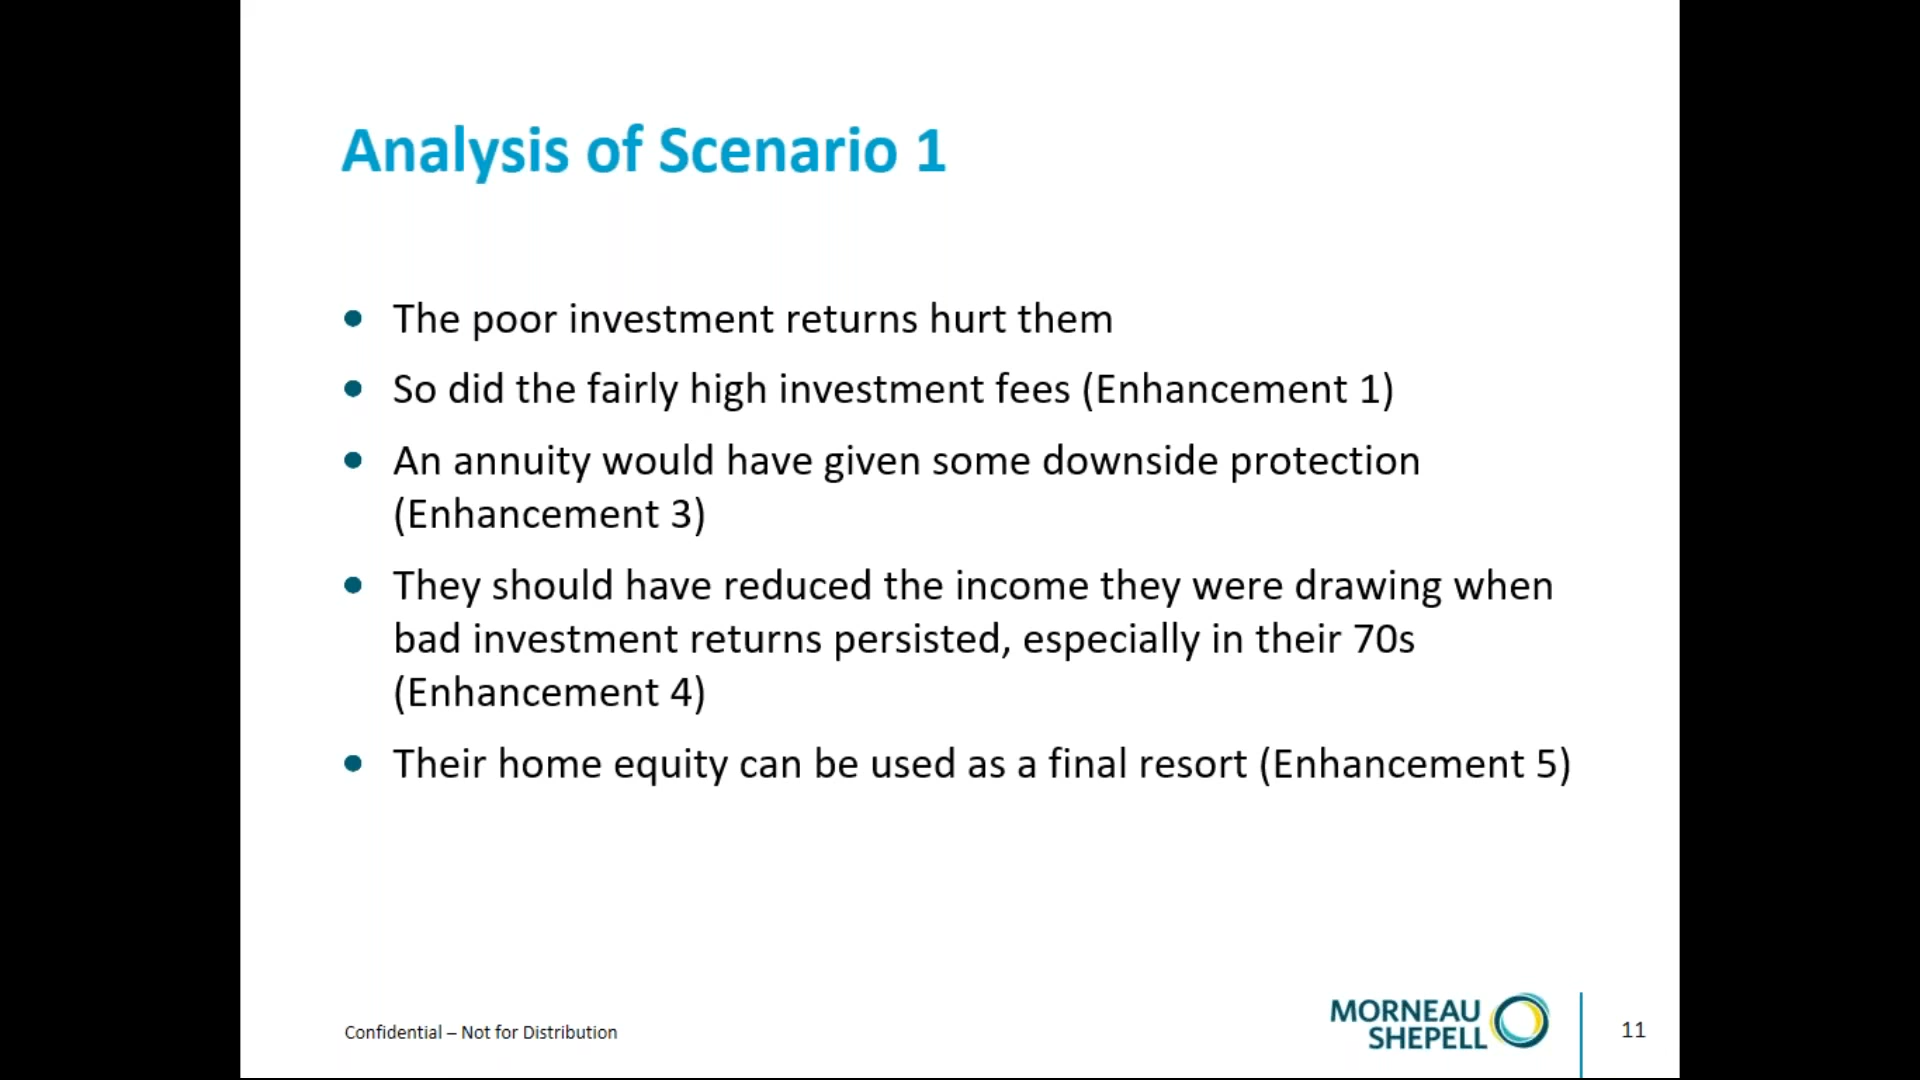 Analysis of Scenario 1
• The poor investment returns hurt them
• So did the fairly high investment fees (Enhancement 1)
• An annuity would have given some downside protection
(Enhancement 3)
• They should have reduced the income they were drawing when
bad investment returns persisted, especially in their 70s
(Enhancement 4)
• Their home equity can be used as a final resort (Enhancement 5)
Confidential – Not for Distribution
MORNEAU
SHEPELL
11